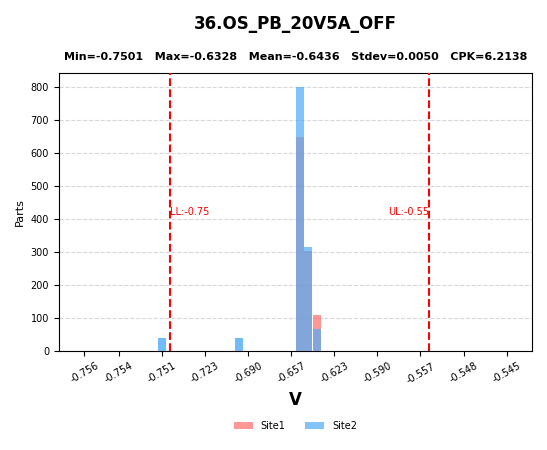 36.OS_PB_20V5A_OFF
Min=-0.7501 Max=-0.6328 Mean=-0.6436 Stdev=0.0050 CPK=6.2138
800
700
600
500
400
300
200
100
0
Parts
LL:-0.75
UL:-0.55
-0.756 -0.754 -0.751 -0.723 -0.690 -0.657 -0.623 -0.590 -0.557 -0.548 -0.545
V
Site1 Site2